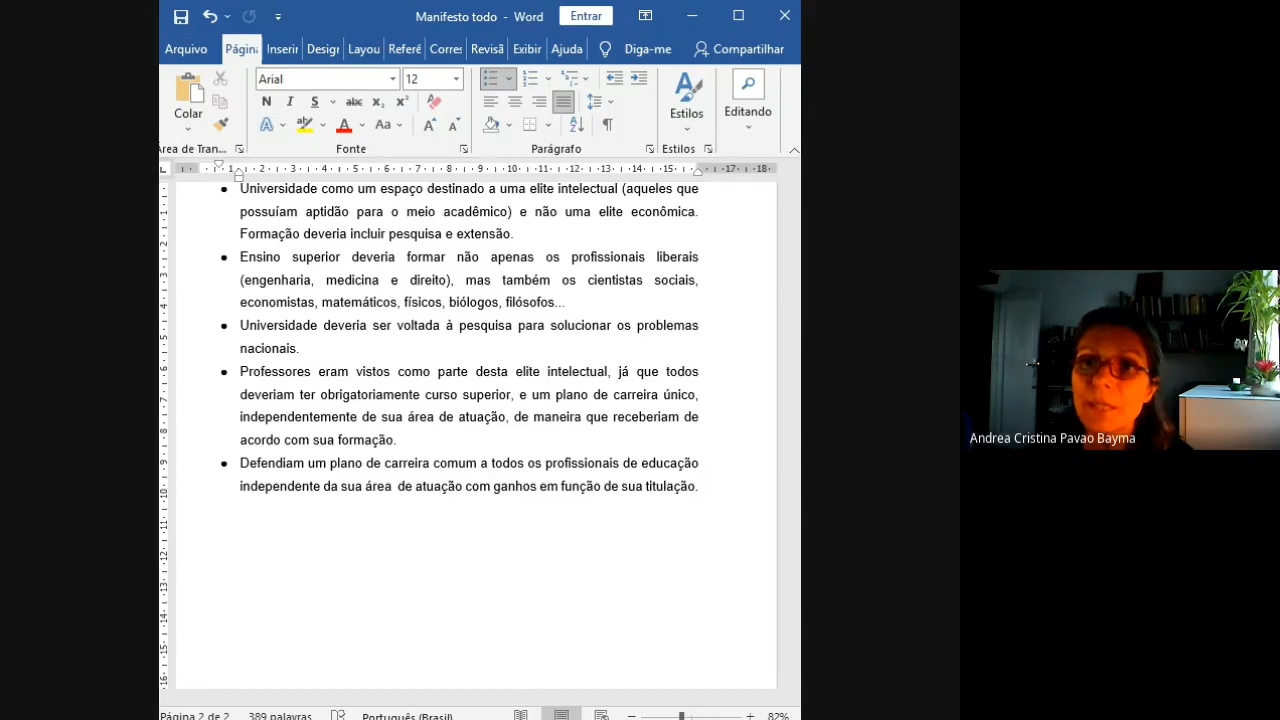 Manifesto todo - Word
Entrar
Arquivo
Págin
Inserir
Design
Layou
Referê
Corres
Revisã
Exibir
Ajuda
Diga-me
Compartilhar
Arial
12
Colar
Estilos
Editando
Área de Tran...
Fonte
Parágrafo
Estilos
Universidade como um espaço destinado a uma elite intelectual (aqueles que
possuíam aptidão para o meio acadêmico) e não uma elite econômica.
Formação deveria incluir pesquisa e extensão.
Ensino superior deveria formar não apenas os profissionais liberais
(engenharia, medicina e direito), mas também os cientistas sociais,
economistas, matemáticos, físicos, biólogos, filósofos...
Universidade deveria ser voltada à pesquisa para solucionar os problemas
nacionais.
Professores eram vistos como parte desta elite intelectual, já que todos
deveriam ter obrigatoriamente curso superior, e um plano de carreira único,
independentemente de sua área de atuação, de maneira que receberiam de
acordo com sua formação.
Defendiam um plano de carreira comum a todos os profissionais de educação
independente da sua área de atuação com ganhos em função de sua titulação.
Andrea Cristina Pavao Bayma
Página 2 de 2
389 palavras
Português (Brasil)
82%